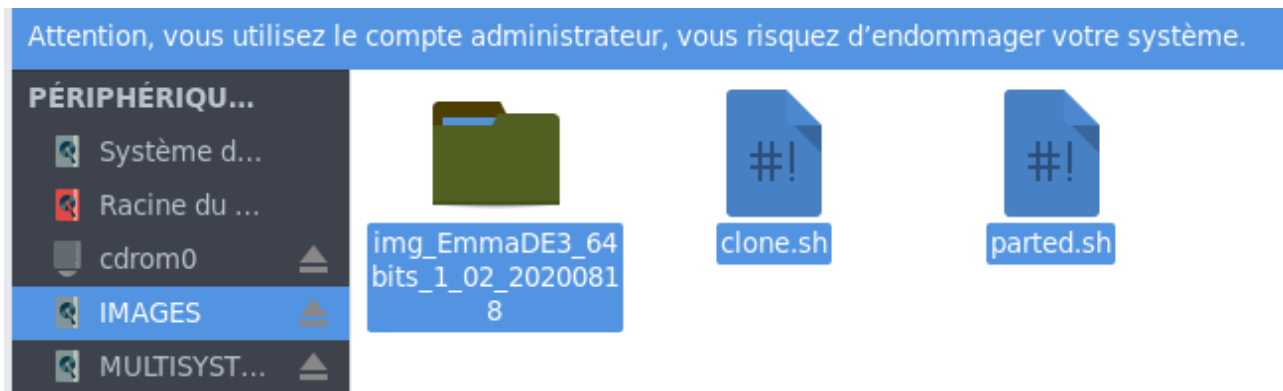 Attention, vous utilisez le compte administrateur, vous risquez d’endommager votre système.
PÉRIPHÉRIQU...
Système d...
Racine du ...
cdrom0
IMAGES
MULTISYST...
img_EmmaDE3_64
bits_1_02_2020081
8
#!
clone.sh
#!
parted.sh